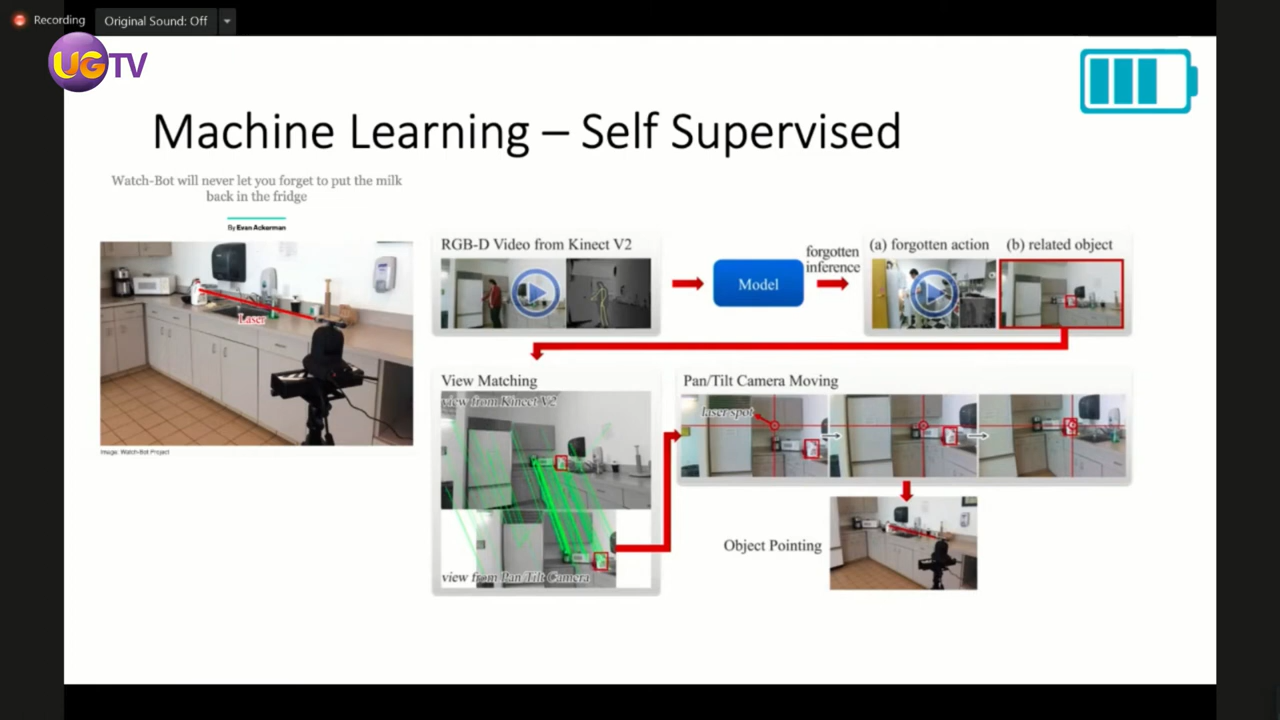 Recording
Original Sound: Off
UGTV
Machine Learning – Self Supervised
Watch-Bot will never let you forget to put the milk
back in the fridge
By Evan Ackerman
Laser
Image: Watch-Bot Project
RGB-D Video from Kinect V2
Model
forgotten
inference
(a) forgotten action
(b) related object
View Matching
view from Kinect V2
view from Pan/Tilt Camera
Pan/Tilt Camera Moving
laser spot
Object Pointing